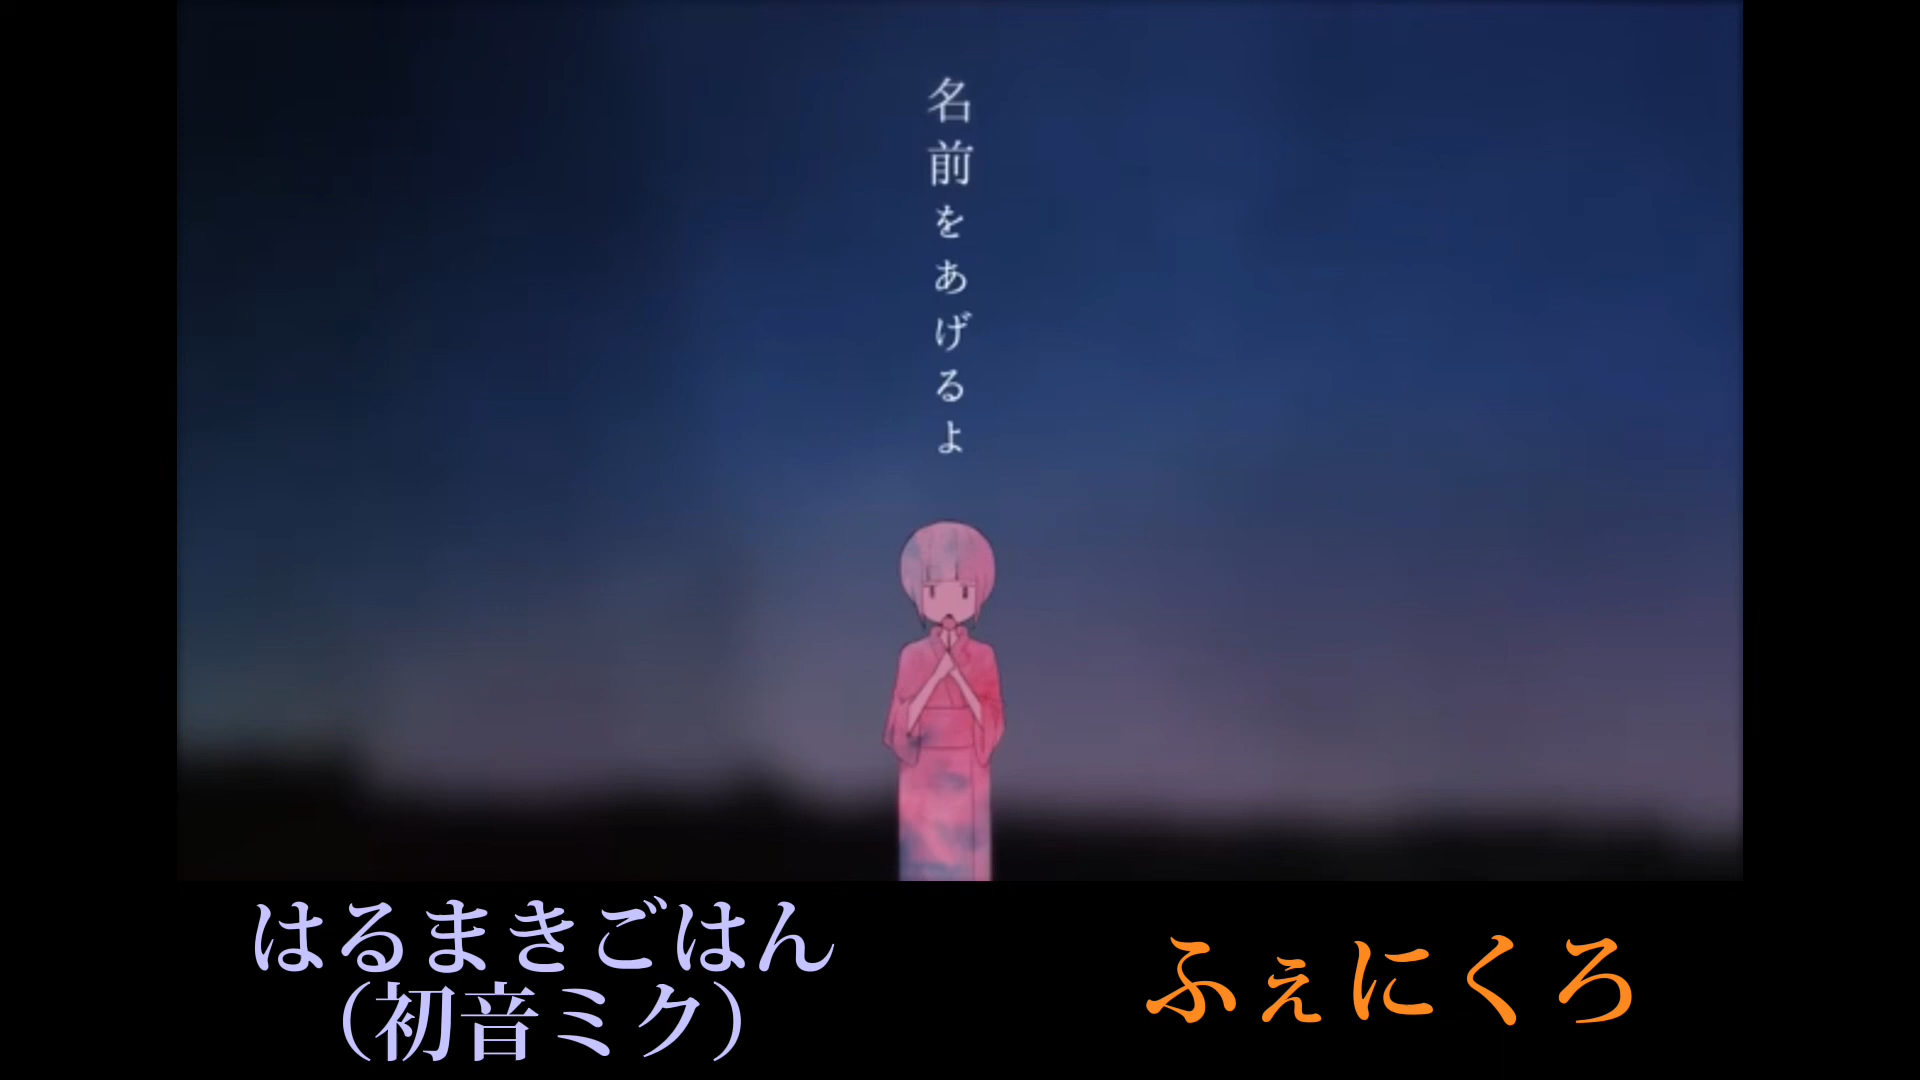 名前をあげるよ
はるまきごはん
（初音ミク）
ふぇにくろ